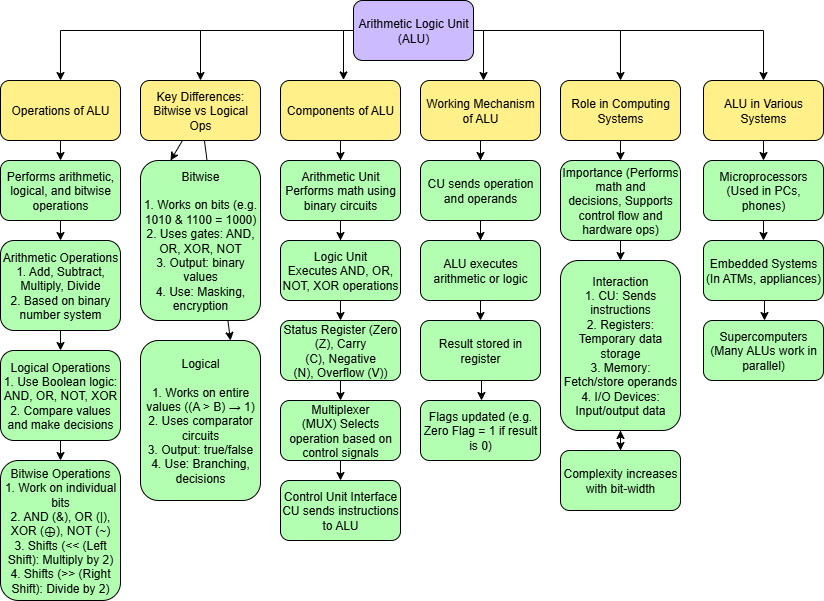 Arithmetic Logic Unit
(ALU)
Operations of ALU
Performs arithmetic,
logical, and bitwise
operations
Arithmetic Operations
1. Add, Subtract,
Multiply, Divide
2. Based on binary
number system
Logical Operations
1. Use Boolean logic:
AND, OR, NOT, XOR
2. Compare values
and make decisions
Bitwise Operations
1. Work on individual
bits
2. AND (&), OR (|),
XOR (⊕), NOT (~)
3. Shifts (<< (Left
Shift): Multiply by 2)
4. Shifts (>> (Right
Shift): Divide by 2)
Key Differences:
Bitwise vs Logical
Ops
Bitwise
1. Works on bits (e.g.
1010 & 1100 = 1000)
2. Uses gates: AND,
OR, XOR, NOT
3. Output: binary
values
4. Use: Masking,
encryption
Logical
1. Works on entire
values ((A > B) → 1)
2. Uses comparator
circuits
3. Output: true/false
4. Use: Branching,
decisions
Components of ALU
Arithmetic Unit
Performs math using
binary circuits
Logic Unit
Executes AND, OR,
NOT, XOR operations
Status Register (Zero
(Z), Carry
(C), Negative
(N), Overflow (V))
Multiplexer
(MUX) Selects
operation based on
control signals
Control Unit Interface
CU sends instructions
to ALU
Working Mechanism
of ALU
CU sends operation
and operands
ALU executes
arithmetic or logic
Result stored in
register
Flags updated (e.g.
Zero Flag = 1 if result
is 0)
Role in Computing
Systems
Importance (Performs
math and
decisions, Supports
control flow and
hardware ops)
Interaction
1. CU: Sends
instructions
2. Registers:
Temporary data
storage
3. Memory:
Fetch/store operands
4. I/O Devices:
Input/output data
Complexity increases
with bit-width
ALU in Various
Systems
Microprocessors
(Used in PCs,
phones)
Embedded Systems
(In ATMs, appliances)
Supercomputers
(Many ALUs work in
parallel)